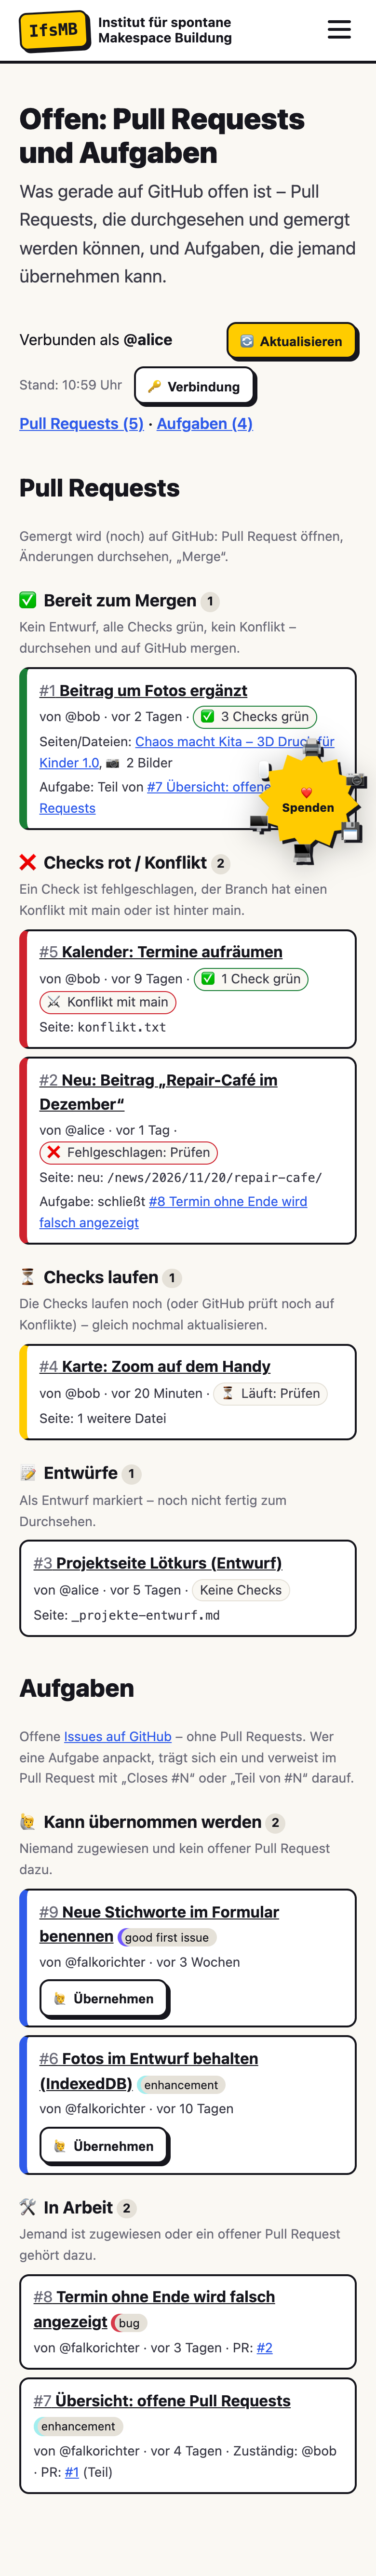 IfsMB
Institut für spontane
Makespace Buildung
Offen: Pull Requests
und Aufgaben
Was gerade auf GitHub offen ist – Pull
Requests, die durchgesehen und gemergt
werden können, und Aufgaben, die jemand
übernehmen kann.
Verbunden als @alice
🔄 Aktualisieren
Stand: 10:59 Uhr
🔑 Verbindung
Pull Requests (5) · Aufgaben (4)
Pull Requests
Gemergt wird (noch) auf GitHub: Pull Request öffnen,
Änderungen durchsehen, „Merge“.
✅ Bereit zum Mergen 1
Kein Entwurf, alle Checks grün, kein Konflikt –
durchsehen und auf GitHub mergen.
#1 Beitrag um Fotos ergänzt
von @bob · vor 2 Tagen · ✅ 3 Checks grün
Seiten/Dateien: Chaos macht Kita – 3D Druck für
Kinder 1.0, 📷 2 Bilder
Aufgabe: Teil von #7 Übersicht: offene
Requests
❤️
Spenden
❌ Checks rot / Konflikt 2
Ein Check ist fehlgeschlagen, der Branch hat einen
Konflikt mit main oder ist hinter main.
#5 Kalender: Termine aufräumen
von @bob · vor 9 Tagen · ✅ 1 Check grün
⚔ Konflikt mit main
Seite: konflikt.txt
#2 Neu: Beitrag „Repair-Café im
Dezember“
von @alice · vor 1 Tag ·
❌ Fehlgeschlagen: Prüfen
Seite: neu: /news/2026/11/20/repair-cafe/
Aufgabe: schließt #8 Termin ohne Ende wird
falsch angezeigt
⏳ Checks laufen 1
Die Checks laufen noch (oder GitHub prüft noch auf
Konflikte) – gleich nochmal aktualisieren.
#4 Karte: Zoom auf dem Handy
von @bob · vor 20 Minuten · ⏳ Läuft: Prüfen
Seite: 1 weitere Datei
📝 Entwürfe 1
Als Entwurf markiert – noch nicht fertig zum
Durchsehen.
#3 Projektseite Lötkurs (Entwurf)
von @alice · vor 5 Tagen · Keine Checks
Seite: _projekte-entwurf.md
Aufgaben
Offene Issues auf GitHub – ohne Pull Requests. Wer
eine Aufgabe anpackt, trägt sich ein und verweist im
Pull Request mit „Closes #N“ oder „Teil von #N“ darauf.
🙋 Kann übernommen werden 2
Niemand zugewiesen und kein offener Pull Request
dazu.
#9 Neue Stichworte im Formular
benennen good first issue
von @falkorichter · vor 3 Wochen
🙋 Übernehmen
#6 Fotos im Entwurf behalten
(IndexedDB) enhancement
von @falkorichter · vor 10 Tagen
🙋 Übernehmen
🛠 In Arbeit 2
Jemand ist zugewiesen oder ein offener Pull Request
gehört dazu.
#8 Termin ohne Ende wird falsch
angezeigt bug
von @falkorichter · vor 3 Tagen · PR: #2
#7 Übersicht: offene Pull Requests
enhancement
von @falkorichter · vor 4 Tagen · Zuständig: @bob
· PR: #1 (Teil)